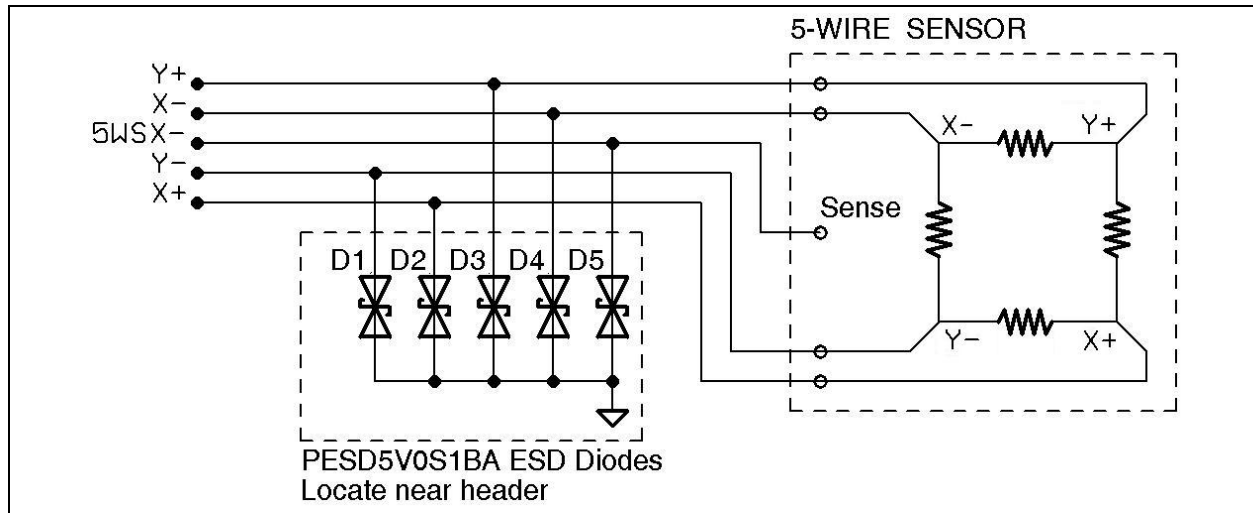 5-WIRE SENSOR
Y+
X-
5WSX-
Y-
X+
X- Y+
Sense
Y- X+
D1 D2 D3 D4 D5
PESD5V0S1BA ESD Diodes
Locate near header